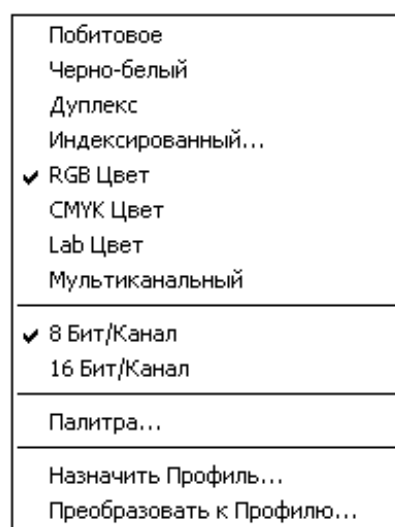 Побитовое
Черно-белый
Дуплекс
Индексированный...
RGB Цвет
CMYK Цвет
Lab Цвет
Мультиканальный
8 Бит/Канал
16 Бит/Канал
Палитра...
Назначить Профиль...
Преобразовать к Профилю...